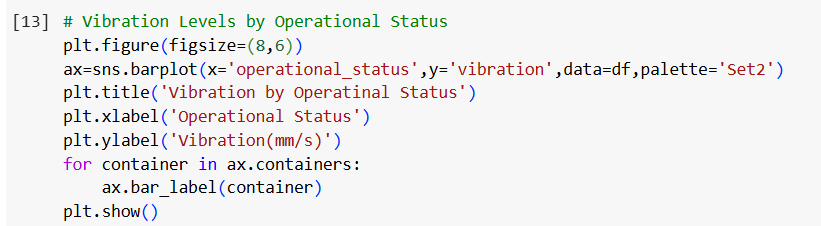 [13] # Vibration Levels by Operational Status
plt.figure(figsize=(8,6))
ax=sns.barplot(x='operational_status',y='vibration',data=df,palette='Set2')
plt.title('Vibration by Operatinal Status')
plt.xlabel('Operational Status')
plt.ylabel('Vibration(mm/s)')
for container in ax.containers:
    ax.bar_label(container)
plt.show()